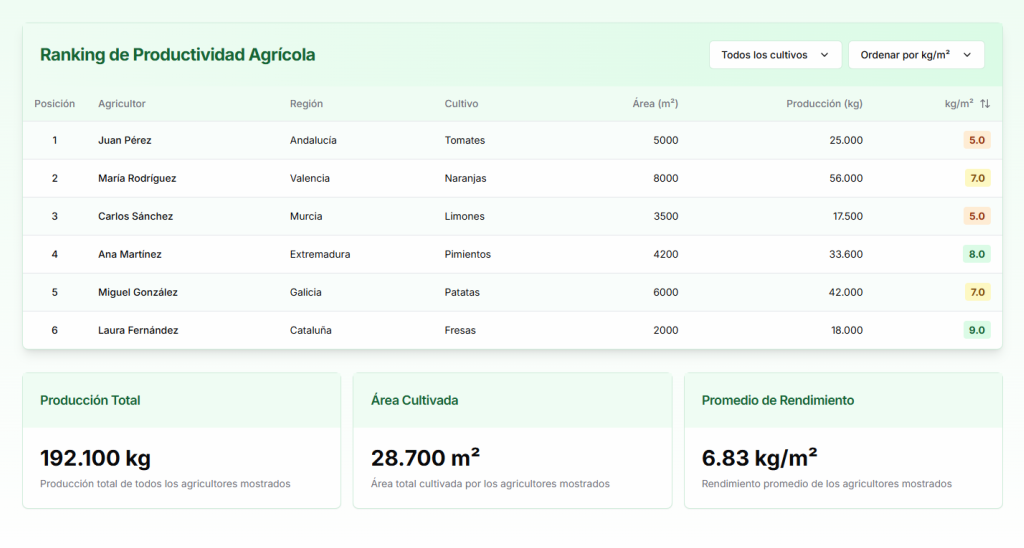 Ranking de Productividad Agrícola
Todos los cultivos
Ordenar por kg/m²
Posición Agricultor Región Cultivo Área (m²) Producción (kg) kg/m²
1 Juan Pérez Andalucía Tomates 5000 25.000 5.0
2 María Rodríguez Valencia Naranjas 8000 56.000 7.0
3 Carlos Sánchez Murcia Limones 3500 17.500 5.0
4 Ana Martínez Extremadura Pimientos 4200 33.600 8.0
5 Miguel González Galicia Patatas 6000 42.000 7.0
6 Laura Fernández Cataluña Fresas 2000 18.000 9.0
Producción Total
192.100 kg
Producción total de todos los agricultores mostrados
Área Cultivada
28.700 m²
Área total cultivada por los agricultores mostrados
Promedio de Rendimiento
6.83 kg/m²
Rendimiento promedio de los agricultores mostrados